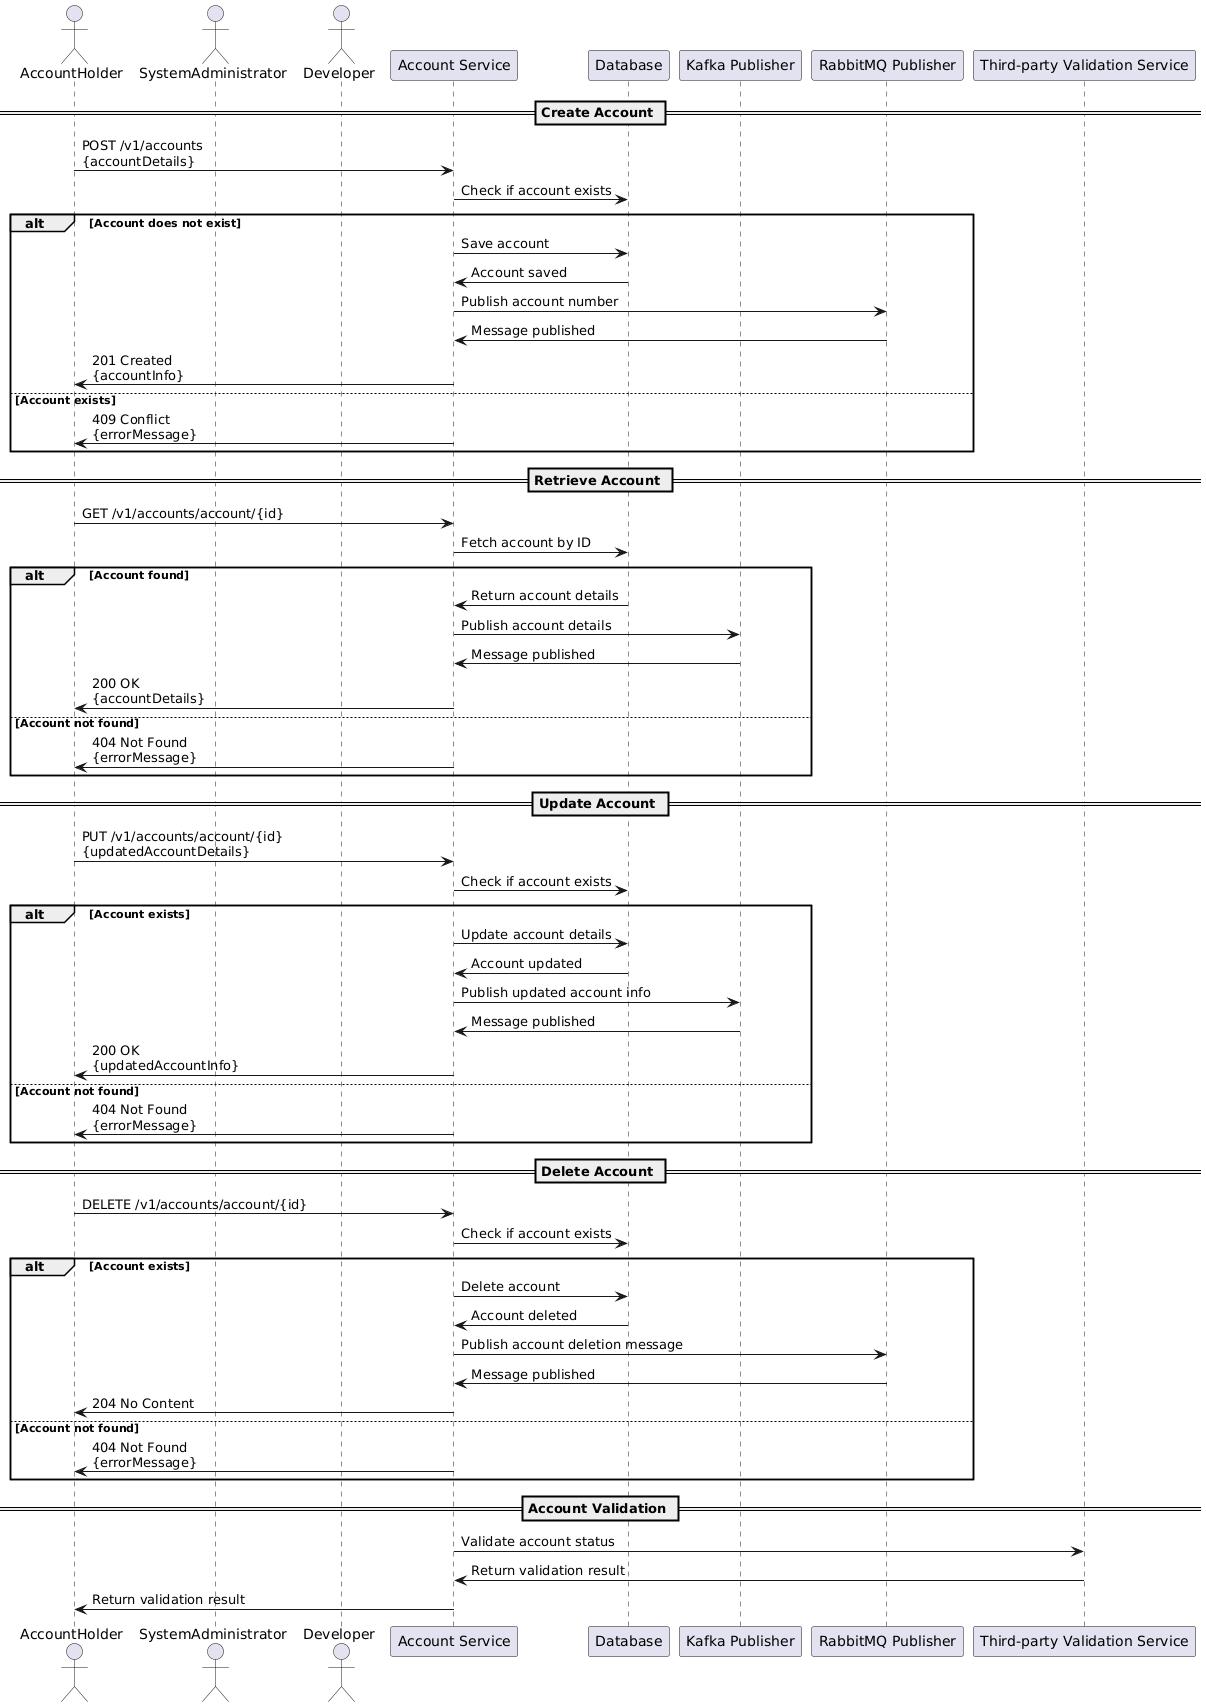 AccountHolder
SystemAdministrator
Developer
Account Service
Database
Kafka Publisher
RabbitMQ Publisher
Third-party Validation Service
Create Account
POST /v1/accounts
{accountDetails}
Check if account exists
alt
[Account does not exist]
Save account
Account saved
Publish account number
Message published
201 Created
{accountInfo}
[Account exists]
409 Conflict
{errorMessage}
Retrieve Account
GET /v1/accounts/account/{id}
Fetch account by ID
alt
[Account found]
Return account details
Publish account details
Message published
200 OK
{accountDetails}
[Account not found]
404 Not Found
{errorMessage}
Update Account
PUT /v1/accounts/account/{id}
{updatedAccountDetails}
Check if account exists
alt
[Account exists]
Update account details
Account updated
Publish updated account info
Message published
200 OK
{updatedAccountInfo}
[Account not found]
404 Not Found
{errorMessage}
Delete Account
DELETE /v1/accounts/account/{id}
Check if account exists
alt
[Account exists]
Delete account
Account deleted
Publish account deletion message
Message published
204 No Content
[Account not found]
404 Not Found
{errorMessage}
Account Validation
Validate account status
Return validation result
Return validation result
AccountHolder
SystemAdministrator
Developer
Account Service
Database
Kafka Publisher
RabbitMQ Publisher
Third-party Validation Service